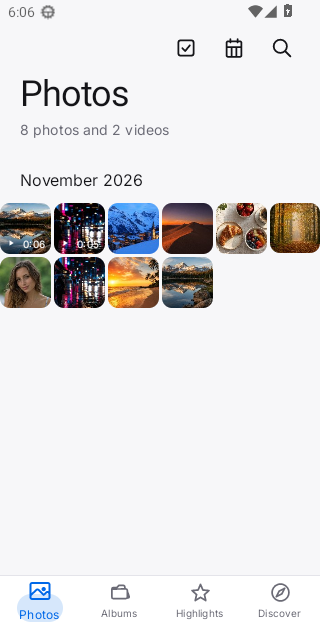 6:06
Photos
8 photos and 2 videos
November 2026
0:06
0:05
Photos
Albums
Highlights
Discover